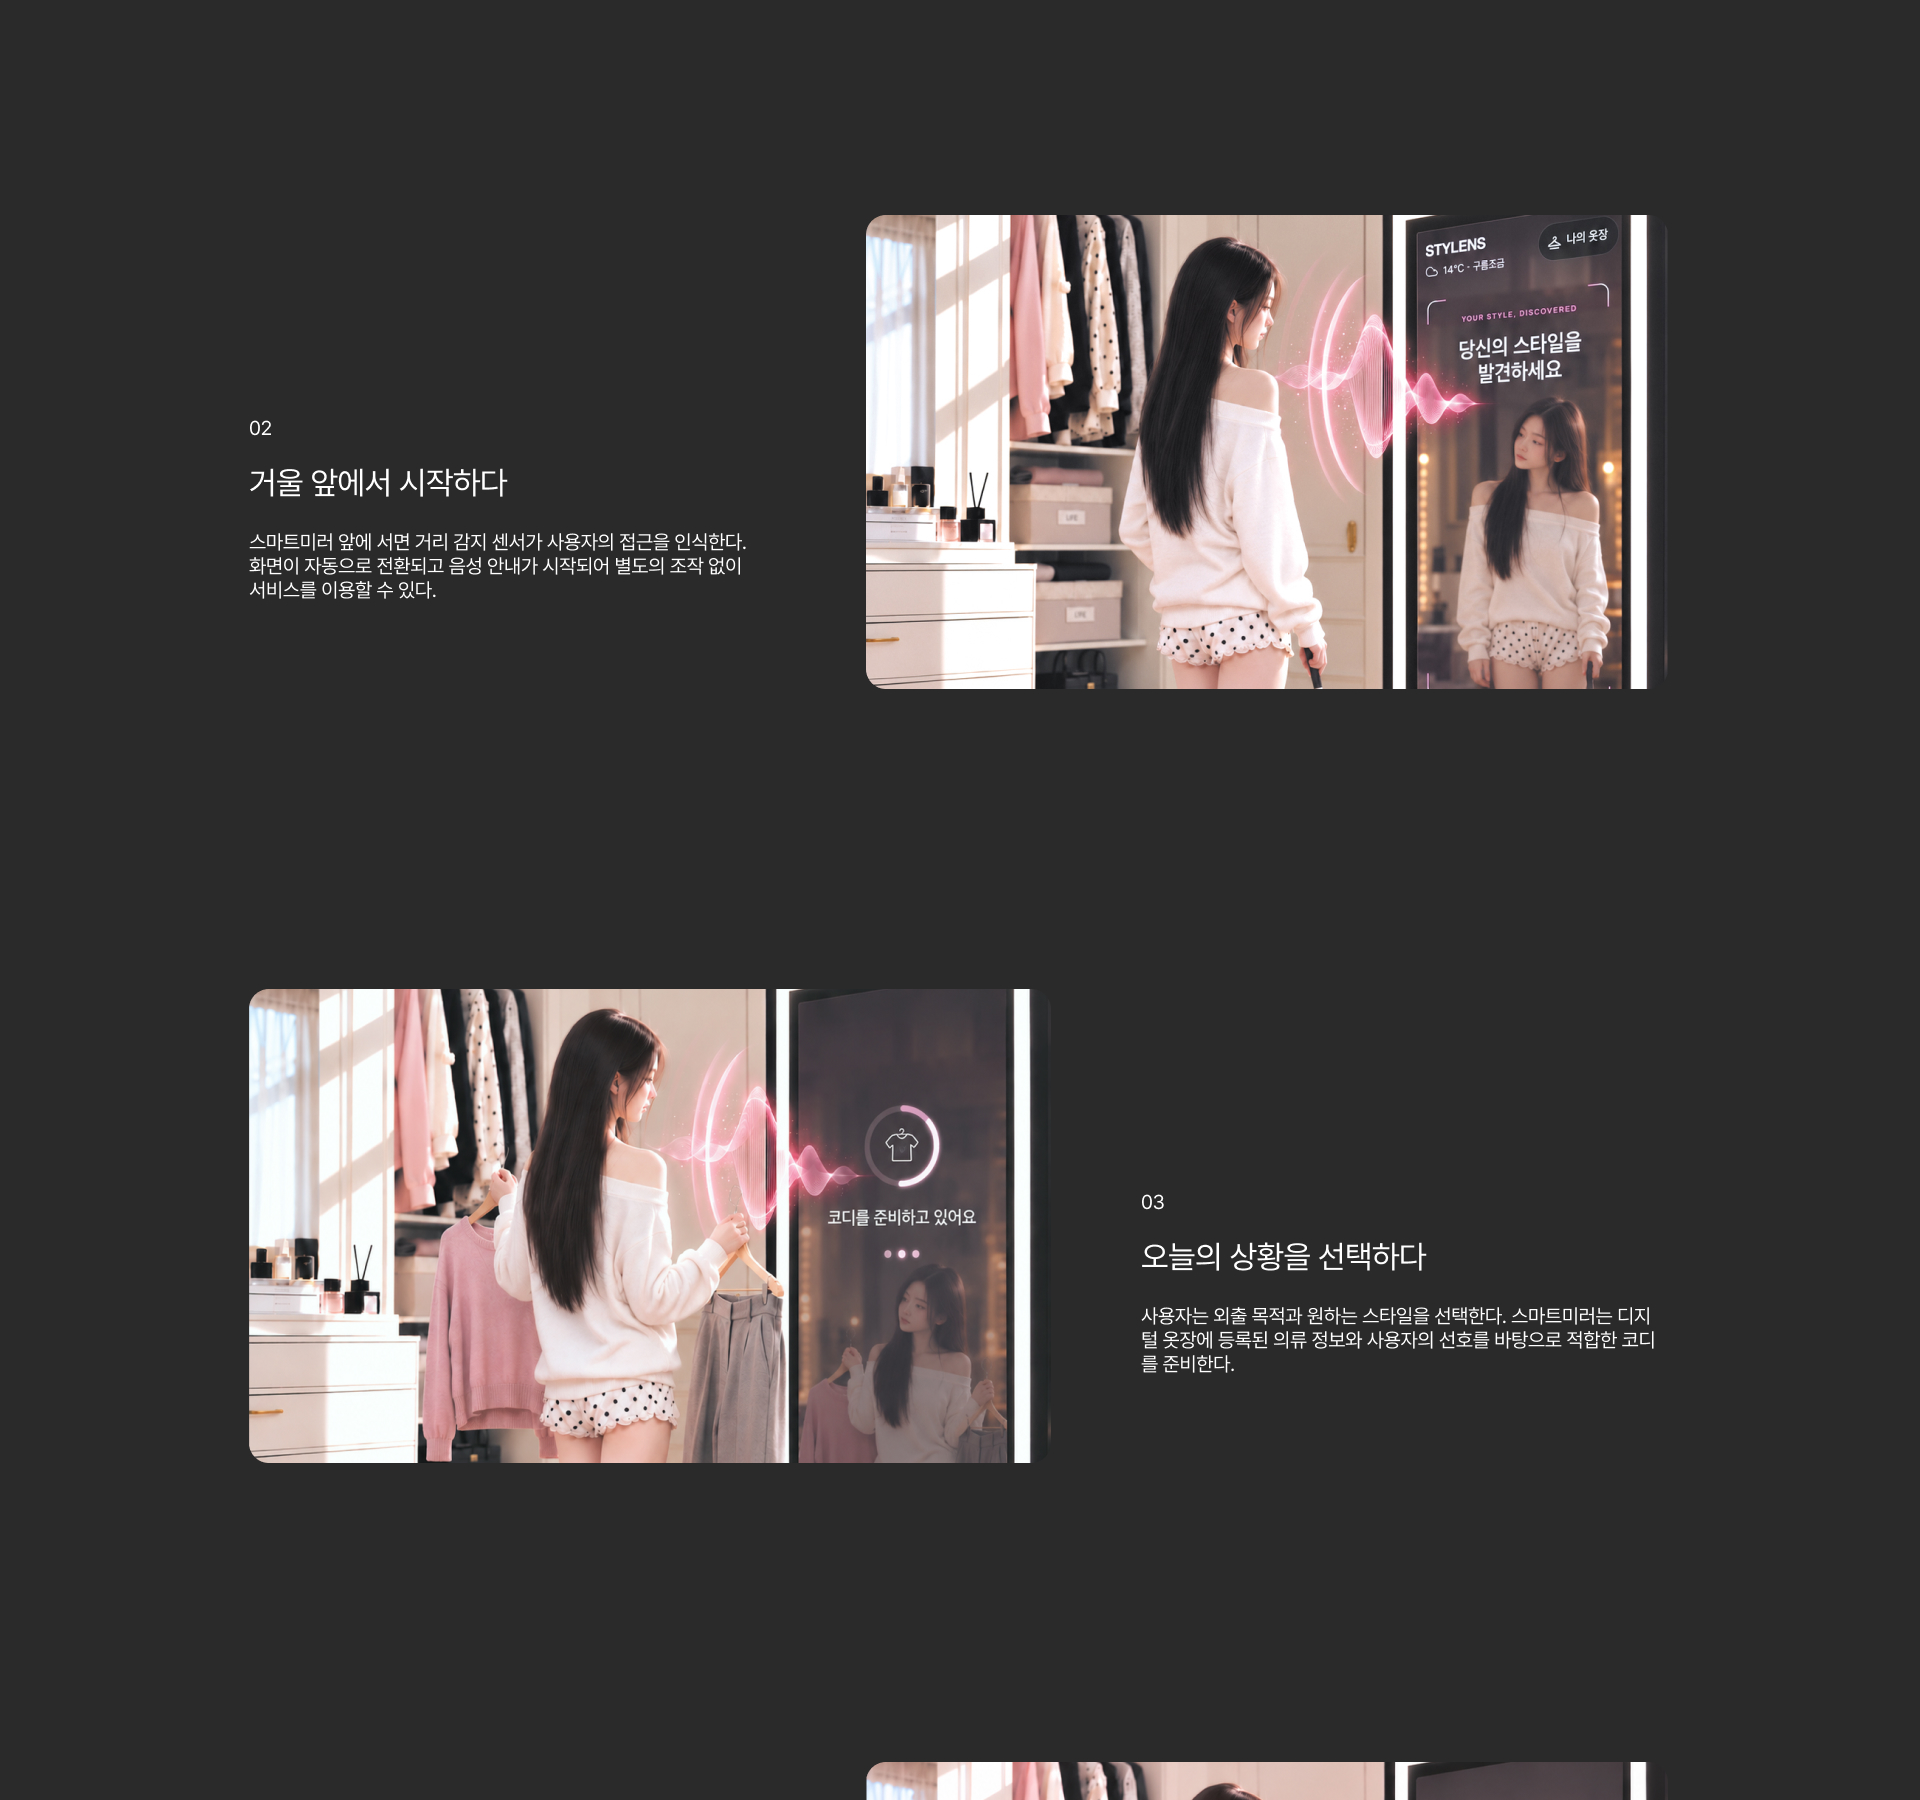 STYLENS
나의 옷장
14°C - 구름조금
YOUR STYLE, DISCOVERED
당신의 스타일을
발견하세요
LIFE
LIFE
02
거울 앞에서 시작하다
스마트미러 앞에 서면 거리 감지 센서가 사용자의 접근을 인식한다.
화면이 자동으로 전환되고 음성 안내가 시작되어 별도의 조작 없이
서비스를 이용할 수 있다.
코디를 준비하고 있어요
03
오늘의 상황을 선택하다
사용자는 외출 목적과 원하는 스타일을 선택한다. 스마트미러는 디지
털 옷장에 등록된 의류 정보와 사용자의 선호를 바탕으로 적합한 코디
를 준비한다.